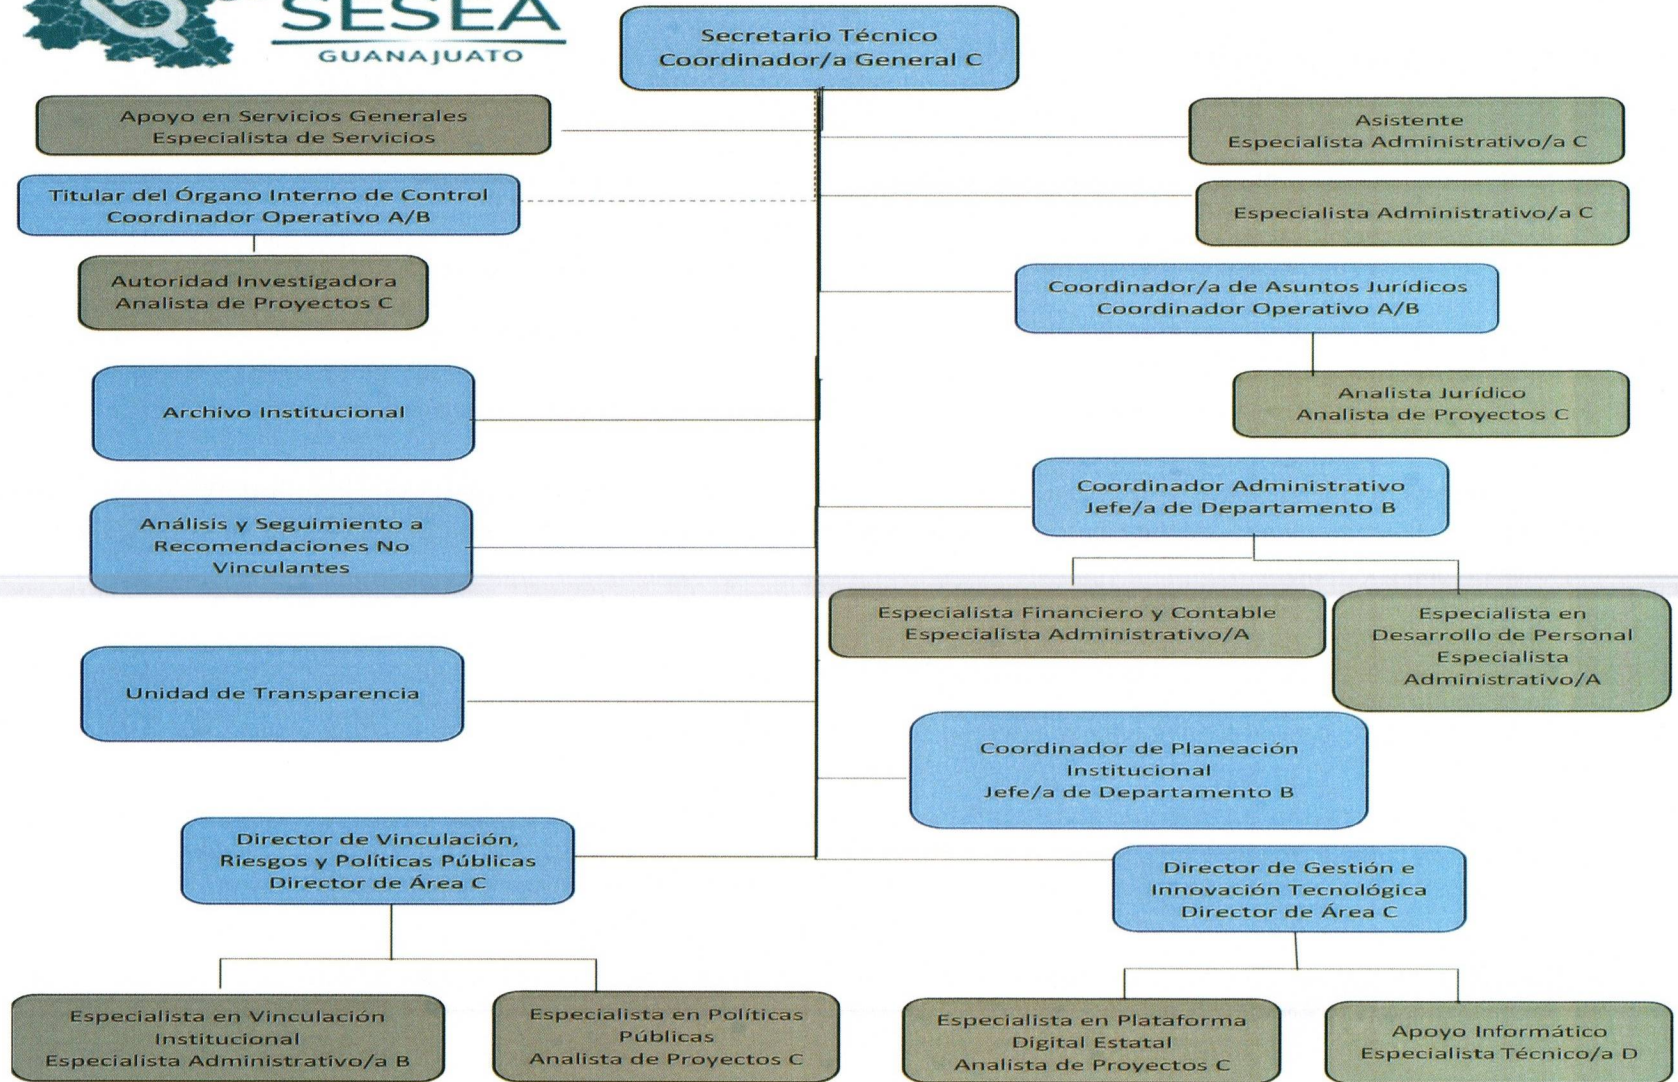 SESEA
GUANAJUATO
Secretario Técnico
Coordinador/a General C
Apoyo en Servicios Generales
Especialista de Servicios
Asistente
Especialista Administrativo/a C
Titular del Órgano Interno de Control
Coordinador Operativo A/B
Especialista Administrativo/a C
Autoridad Investigadora
Analista de Proyectos C
Coordinador/a de Asuntos Jurídicos
Coordinador Operativo A/B
Archivo Institucional
Analista Jurídico
Analista de Proyectos C
Coordinador Administrativo
Jefe/a de Departamento B
Análisis y Seguimiento a
Recomendaciones No
Vinculantes
Especialista Financiero y Contable
Especialista Administrativo/A
Especialista en
Desarrollo de Personal
Especialista
Administrativo/A
Unidad de Transparencia
Coordinador de Planeación
Institucional
Jefe/a de Departamento B
Director de Vinculación,
Riesgos y Políticas Públicas
Director de Área C
Director de Gestión e
Innovación Tecnológica
Director de Área C
Especialista en Vinculación
Institucional
Especialista Administrativo/a B
Especialista en Políticas
Públicas
Analista de Proyectos C
Especialista en Plataforma
Digital Estatal
Analista de Proyectos C
Apoyo Informático
Especialista Técnico/a D